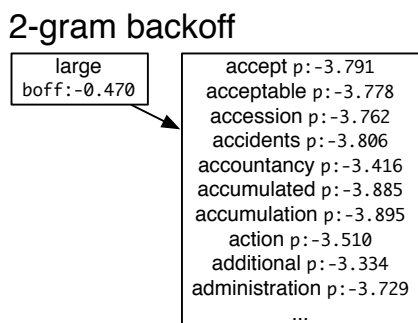 2-gram backoff
large
boff:-0.470
accept p:-3.791
acceptable p:-3.778
accession p:-3.762
accidents p:-3.806
accountancy p:-3.416
accumulated p:-3.885
accumulation p:-3.895
action p:-3.510
additional p:-3.334
administration p:-3.729
...